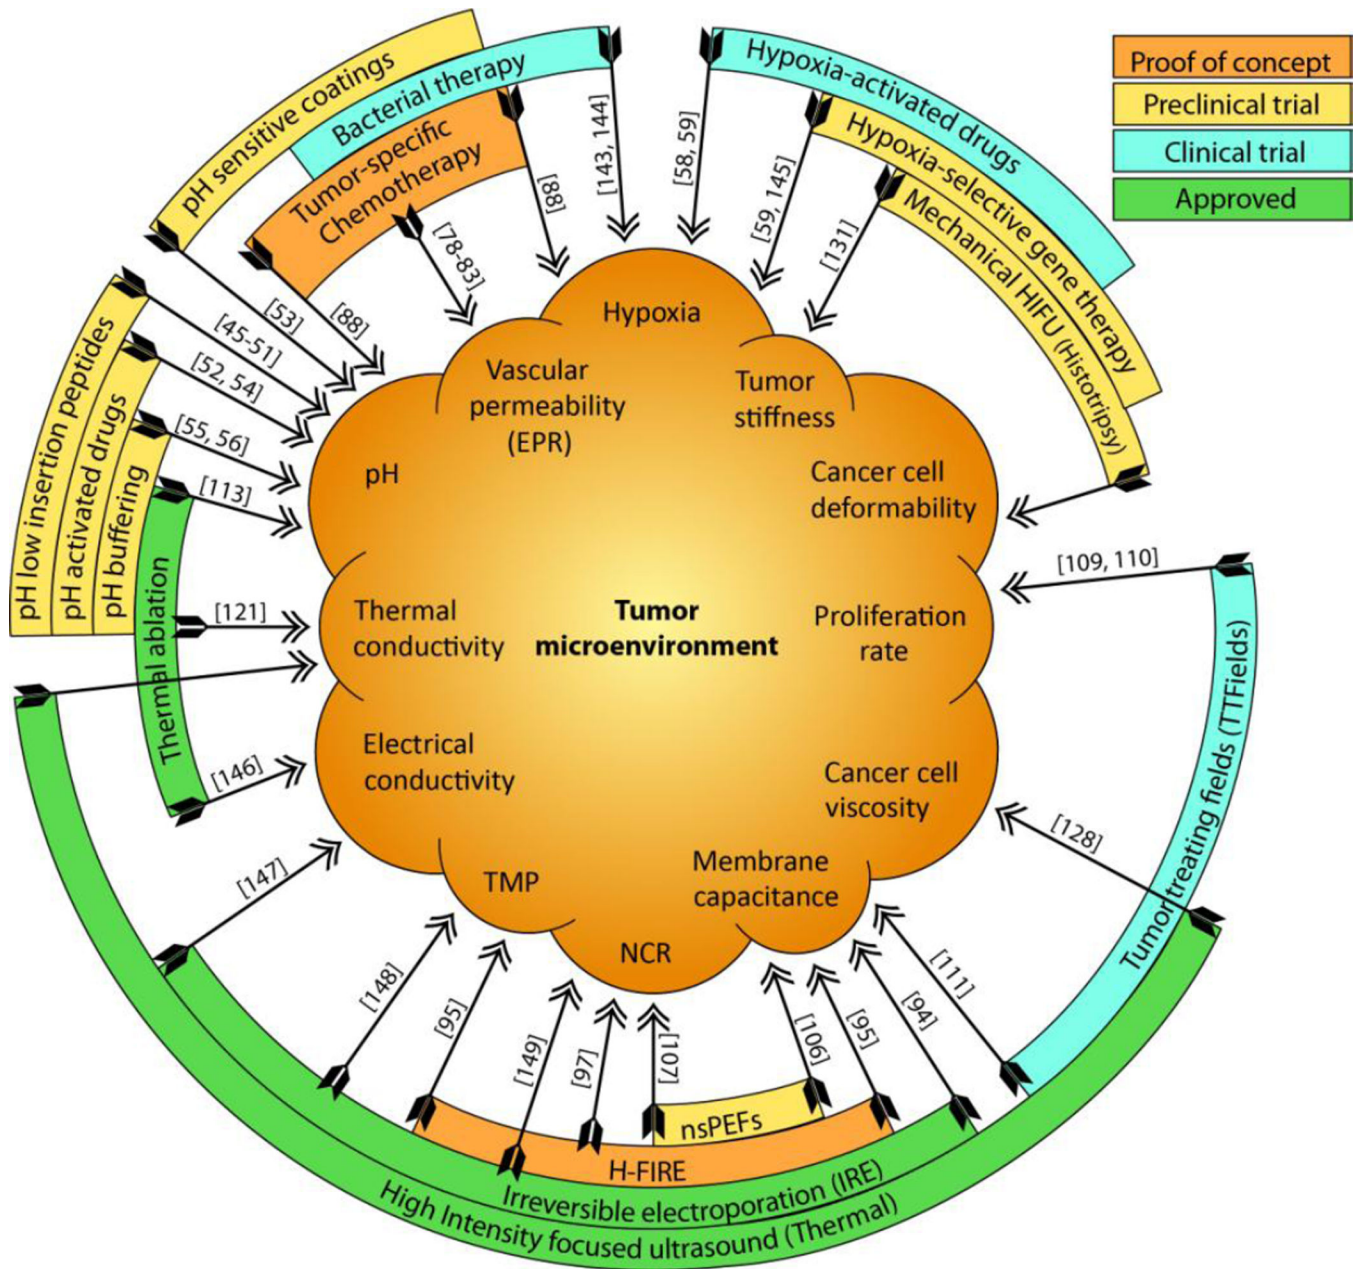 Proof of concept
Preclinical trial
Clinical trial
Approved
pH sensitive coatings
Bacterial therapy
Tumor-specific
Chemotherapy
Hypoxia-activated drugs
Hypoxia-selective gene therapy
Mechanical HIFU (Histotripsy)
[53]
[88]
[78-83]
[88]
[143, 144]
[58, 59]
[59, 145]
[131]
pH low insertion peptides
pH activated drugs
pH buffering
Thermal ablation
[45-51]
[52, 54]
[55, 56]
[113]
[121]
[146]
[147]
Hypoxia
Vascular
permeability
(EPR)
Tumor
stiffness
pH
Cancer cell
deformability
Thermal
conductivity
Tumor
microenvironment
Proliferation
rate
Electrical
conductivity
Cancer cell
viscosity
TMP
Membrane
capacitance
NCR
[109, 110]
Tumor treating fields (TTFields)
[128]
[148]
[95]
[149]
[97]
[107]
[106]
[95]
[94]
[111]
nsPEFs
H-FIRE
Irreversible electroporation (IRE)
High Intensity focused ultrasound (Thermal)